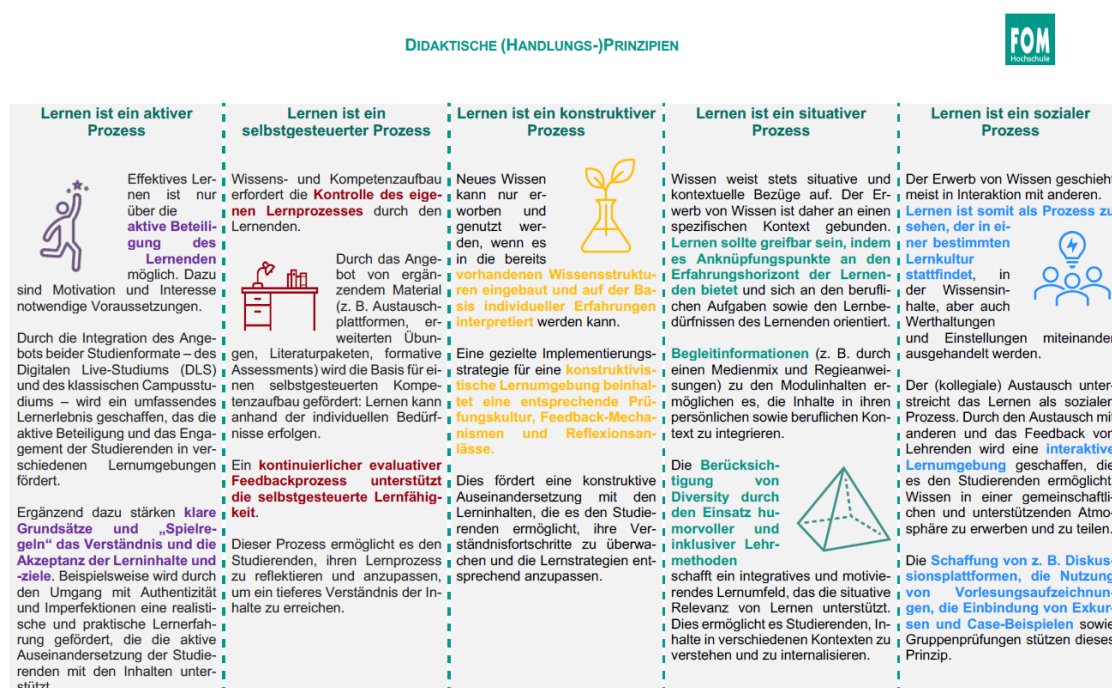 DIDAKTISCHE (HANDLUNGS-)PRINZIPIEN
FOM
Hochschule
Lernen ist ein aktiver
Prozess
Effektives Ler-
nen ist nur
über die
aktive Beteili-
gung des
Lernenden
möglich. Dazu
sind Motivation und Interesse
notwendige Voraussetzungen.
Durch die Integration des Ange-
bots beider Studienformate – des
Digitalen Live-Studiums (DLS)
und des klassischen Campusstu-
diums – wird ein umfassendes
Lernerlebnis geschaffen, das die
aktive Beteiligung und das Enga-
gement der Studierenden in ver-
schiedenen Lernumgebungen
fördert.
Ergänzend dazu stärken klare
Grundsätze und „Spielre-
geln“ das Verständnis und die
Akzeptanz der Lerninhalte und
-ziele. Beispielsweise wird durch
den Umgang mit Authentizität
und Imperfektionen eine realisti-
sche und praktische Lernerfah-
rung gefördert, die die aktive
Auseinandersetzung der Studie-
renden mit den Inhalten unter-
stützt.
Lernen ist ein
selbstgesteuerter Prozess
Wissens- und Kompetenzaufbau
erfordert die Kontrolle des eige-
nen Lernprozesses durch den
Lernenden.
Durch das Ange-
bot von ergän-
zendem Material
(z. B. Austausch-
plattformen, er-
weiterten Übun-
gen, Literaturpaketen, formative
Assessments) wird die Basis für ei-
nen selbstgesteuerten Kompe-
tenzaufbau gefördert: Lernen kann
anhand der individuellen Bedürf-
nisse erfolgen.
Ein kontinuierlicher evaluativer
Feedbackprozess unterstützt
die selbstgesteuerte Lernfähig-
keit.
Dieser Prozess ermöglicht es den
Studierenden, ihren Lernprozess
zu reflektieren und anzupassen,
um ein tieferes Verständnis der In-
halte zu erreichen.
Lernen ist ein konstruktiver
Prozess
Neues Wissen
kann nur er-
worben und
genutzt wer-
den, wenn es
in die bereits
vorhandenen Wissensstruktu-
ren eingebaut und auf der Ba-
sis individueller Erfahrungen
interpretiert werden kann.
Eine gezielte Implementierungs-
strategie für eine konstruktivis-
tische Lernumgebung beinhal-
tet eine entsprechende Prü-
fungskultur, Feedback-Mecha-
nismen und Reflexionsan-
lässe.
Dies fördert eine konstruktive
Auseinandersetzung mit den
Lerninhalten, die es den Studie-
renden ermöglicht, ihre Ver-
ständnisfortschritte zu überwa-
chen und die Lernstrategien ent-
sprechend anzupassen.
Lernen ist ein situativer
Prozess
Wissen weist stets situative und
kontextuelle Bezüge auf. Der Er-
werb von Wissen ist daher an einen
spezifischen Kontext gebunden.
Lernen sollte greifbar sein, indem
es Anknüpfungspunkte an den
Erfahrungshorizont der Lernen-
den bietet und sich an den berufli-
chen Aufgaben sowie den Lernbe-
dürfnissen des Lernenden orientiert.
Begleitinformationen (z. B. durch
einen Medienmix und Regieanwei-
sungen) zu den Modulinhalten er-
möglichen es, die Inhalte in ihren
persönlichen sowie beruflichen Kon-
text zu integrieren.
Die Berücksich-
tigung von
Diversity durch
den Einsatz hu-
morvoller und
inklusiver Lehr-
methoden
schafft ein integratives und motivie-
rendes Lernumfeld, das die situative
Relevanz von Lernen unterstützt.
Dies ermöglicht es Studierenden, In-
halte in verschiedenen Kontexten zu
verstehen und zu internalisieren.
Lernen ist ein sozialer
Prozess
Der Erwerb von Wissen geschieht
meist in Interaktion mit anderen.
Lernen ist somit als Prozess zu
sehen, der in ei-
ner bestimmten
Lernkultur
stattfindet, in
der Wissensin-
halte, aber auch
Werthaltungen
und Einstellungen miteinander
ausgehandelt werden.
Der (kollegiale) Austausch unter-
streicht das Lernen als sozialen
Prozess. Durch den Austausch mit
anderen und das Feedback von
Lehrenden wird eine interaktive
Lernumgebung geschaffen, die
es den Studierenden ermöglicht,
Wissen in einer gemeinschaftli-
chen und unterstützenden Atmo-
sphäre zu erwerben und zu teilen.
Die Schaffung von z. B. Diskus-
sionsplattformen, die Nutzung
von Vorlesungsaufzeichnun-
gen, die Einbindung von Exkur-
sen und Case-Beispielen sowie
Gruppenprüfungen stützen dieses
Prinzip.